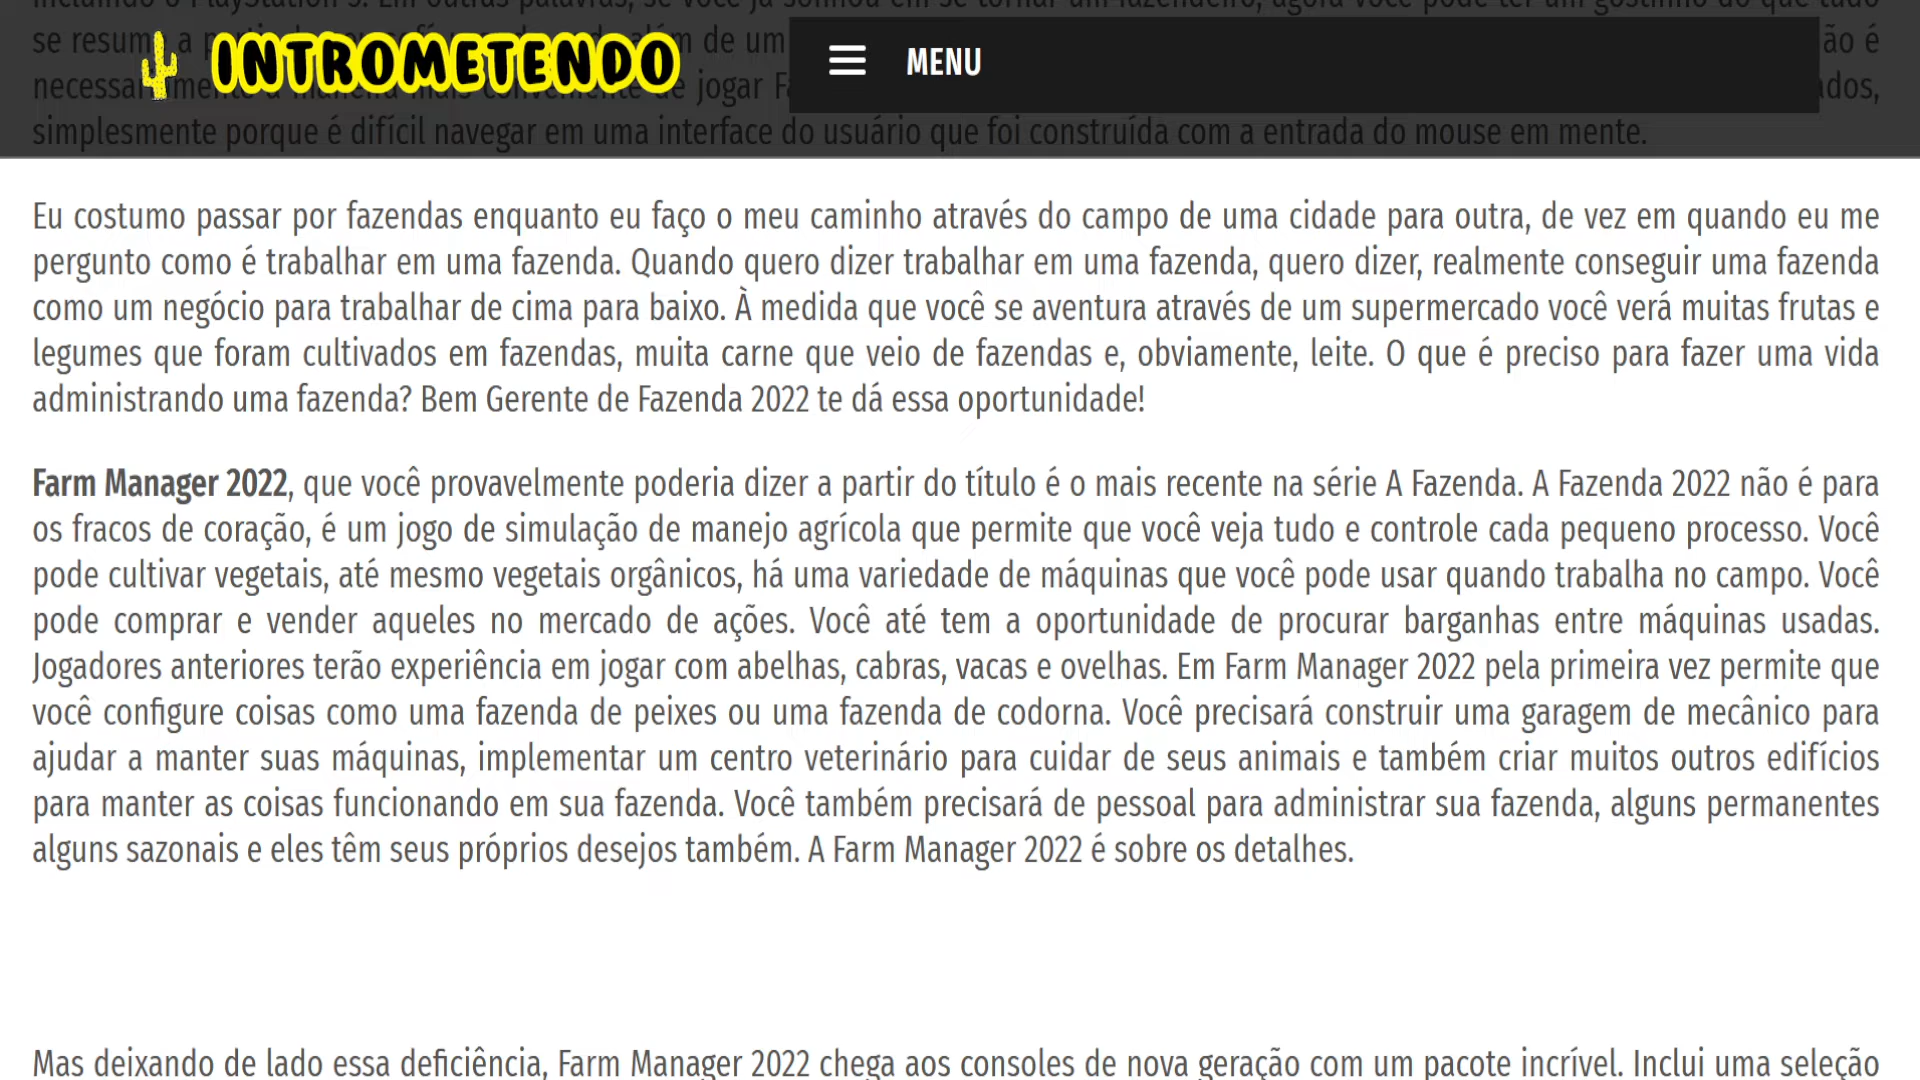 incluindo o PlayStation 5. Em outras palavras, se você já sonhou em se tornar um fazendeiro, agora você pode ter um gostinho do que tudo
se resume a de um ão é
INTROMETENDO
MENU
necessariamente a maneira mais conveniente de jogar ados,
simplesmente porque é difícil navegar em uma interface do usuário que foi construída com a entrada do mouse em mente.
Eu costumo passar por fazendas enquanto eu faço o meu caminho através do campo de uma cidade para outra, de vez em quando eu me
pergunto como é trabalhar em uma fazenda. Quando quero dizer trabalhar em uma fazenda, quero dizer, realmente conseguir uma fazenda
como um negócio para trabalhar de cima para baixo. À medida que você se aventura através de um supermercado você verá muitas frutas e
legumes que foram cultivados em fazendas, muita carne que veio de fazendas e, obviamente, leite. O que é preciso para fazer uma vida
administrando uma fazenda? Bem Gerente de Fazenda 2022 te dá essa oportunidade!
Farm Manager 2022, que você provavelmente poderia dizer a partir do título é o mais recente na série A Fazenda. A Fazenda 2022 não é para
os fracos de coração, é um jogo de simulação de manejo agrícola que permite que você veja tudo e controle cada pequeno processo. Você
pode cultivar vegetais, até mesmo vegetais orgânicos, há uma variedade de máquinas que você pode usar quando trabalha no campo. Você
pode comprar e vender aqueles no mercado de ações. Você até tem a oportunidade de procurar barganhas entre máquinas usadas.
Jogadores anteriores terão experiência em jogar com abelhas, cabras, vacas e ovelhas. Em Farm Manager 2022 pela primeira vez permite que
você configure coisas como uma fazenda de peixes ou uma fazenda de codorna. Você precisará construir uma garagem de mecânico para
ajudar a manter suas máquinas, implementar um centro veterinário para cuidar de seus animais e também criar muitos outros edifícios
para manter as coisas funcionando em sua fazenda. Você também precisará de pessoal para administrar sua fazenda, alguns permanentes
alguns sazonais e eles têm seus próprios desejos também. A Farm Manager 2022 é sobre os detalhes.
Mas deixando de lado essa deficiência, Farm Manager 2022 chega aos consoles de nova geração com um pacote incrível. Inclui uma seleção